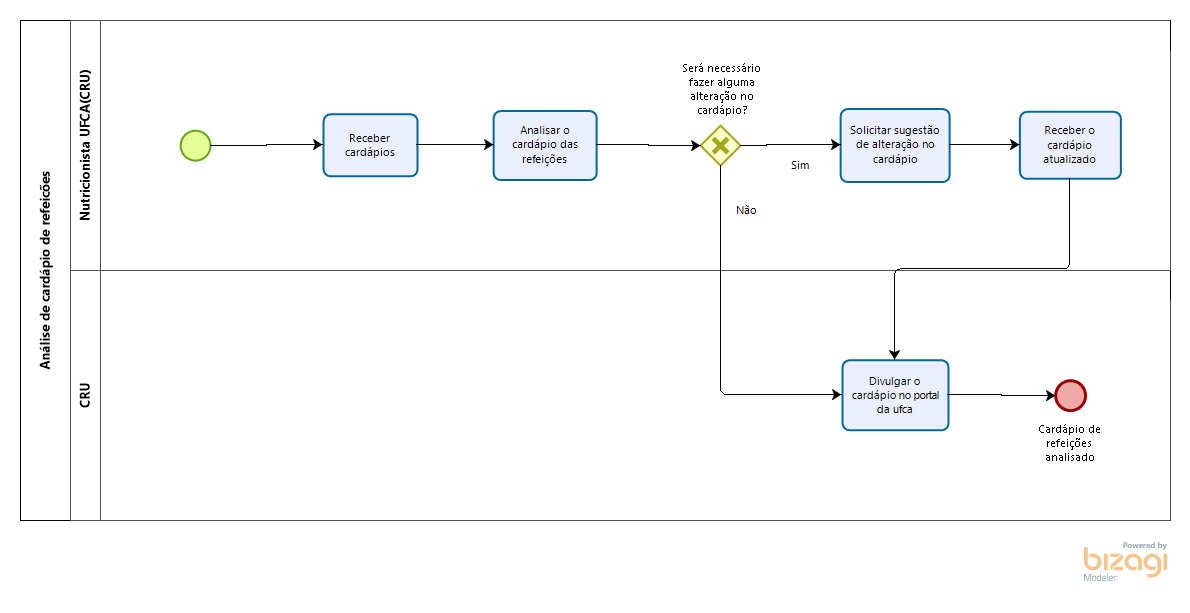 Análise de cardápio de refeicões
Nutricionista UFCA(CRU)
Receber
cardápios
Analisar o
cardápio das
refeições
Será necessário
fazer alguma
alteração no
cardápio?
Sim
Não
Solicitar sugestão
de alteração no
cardápio
Receber o
cardápio
atualizado
CRU
Divulgar o
cardápio no portal
da ufca
Cardápio de
refeições
analisado
Powered by
bizagi
Modeler